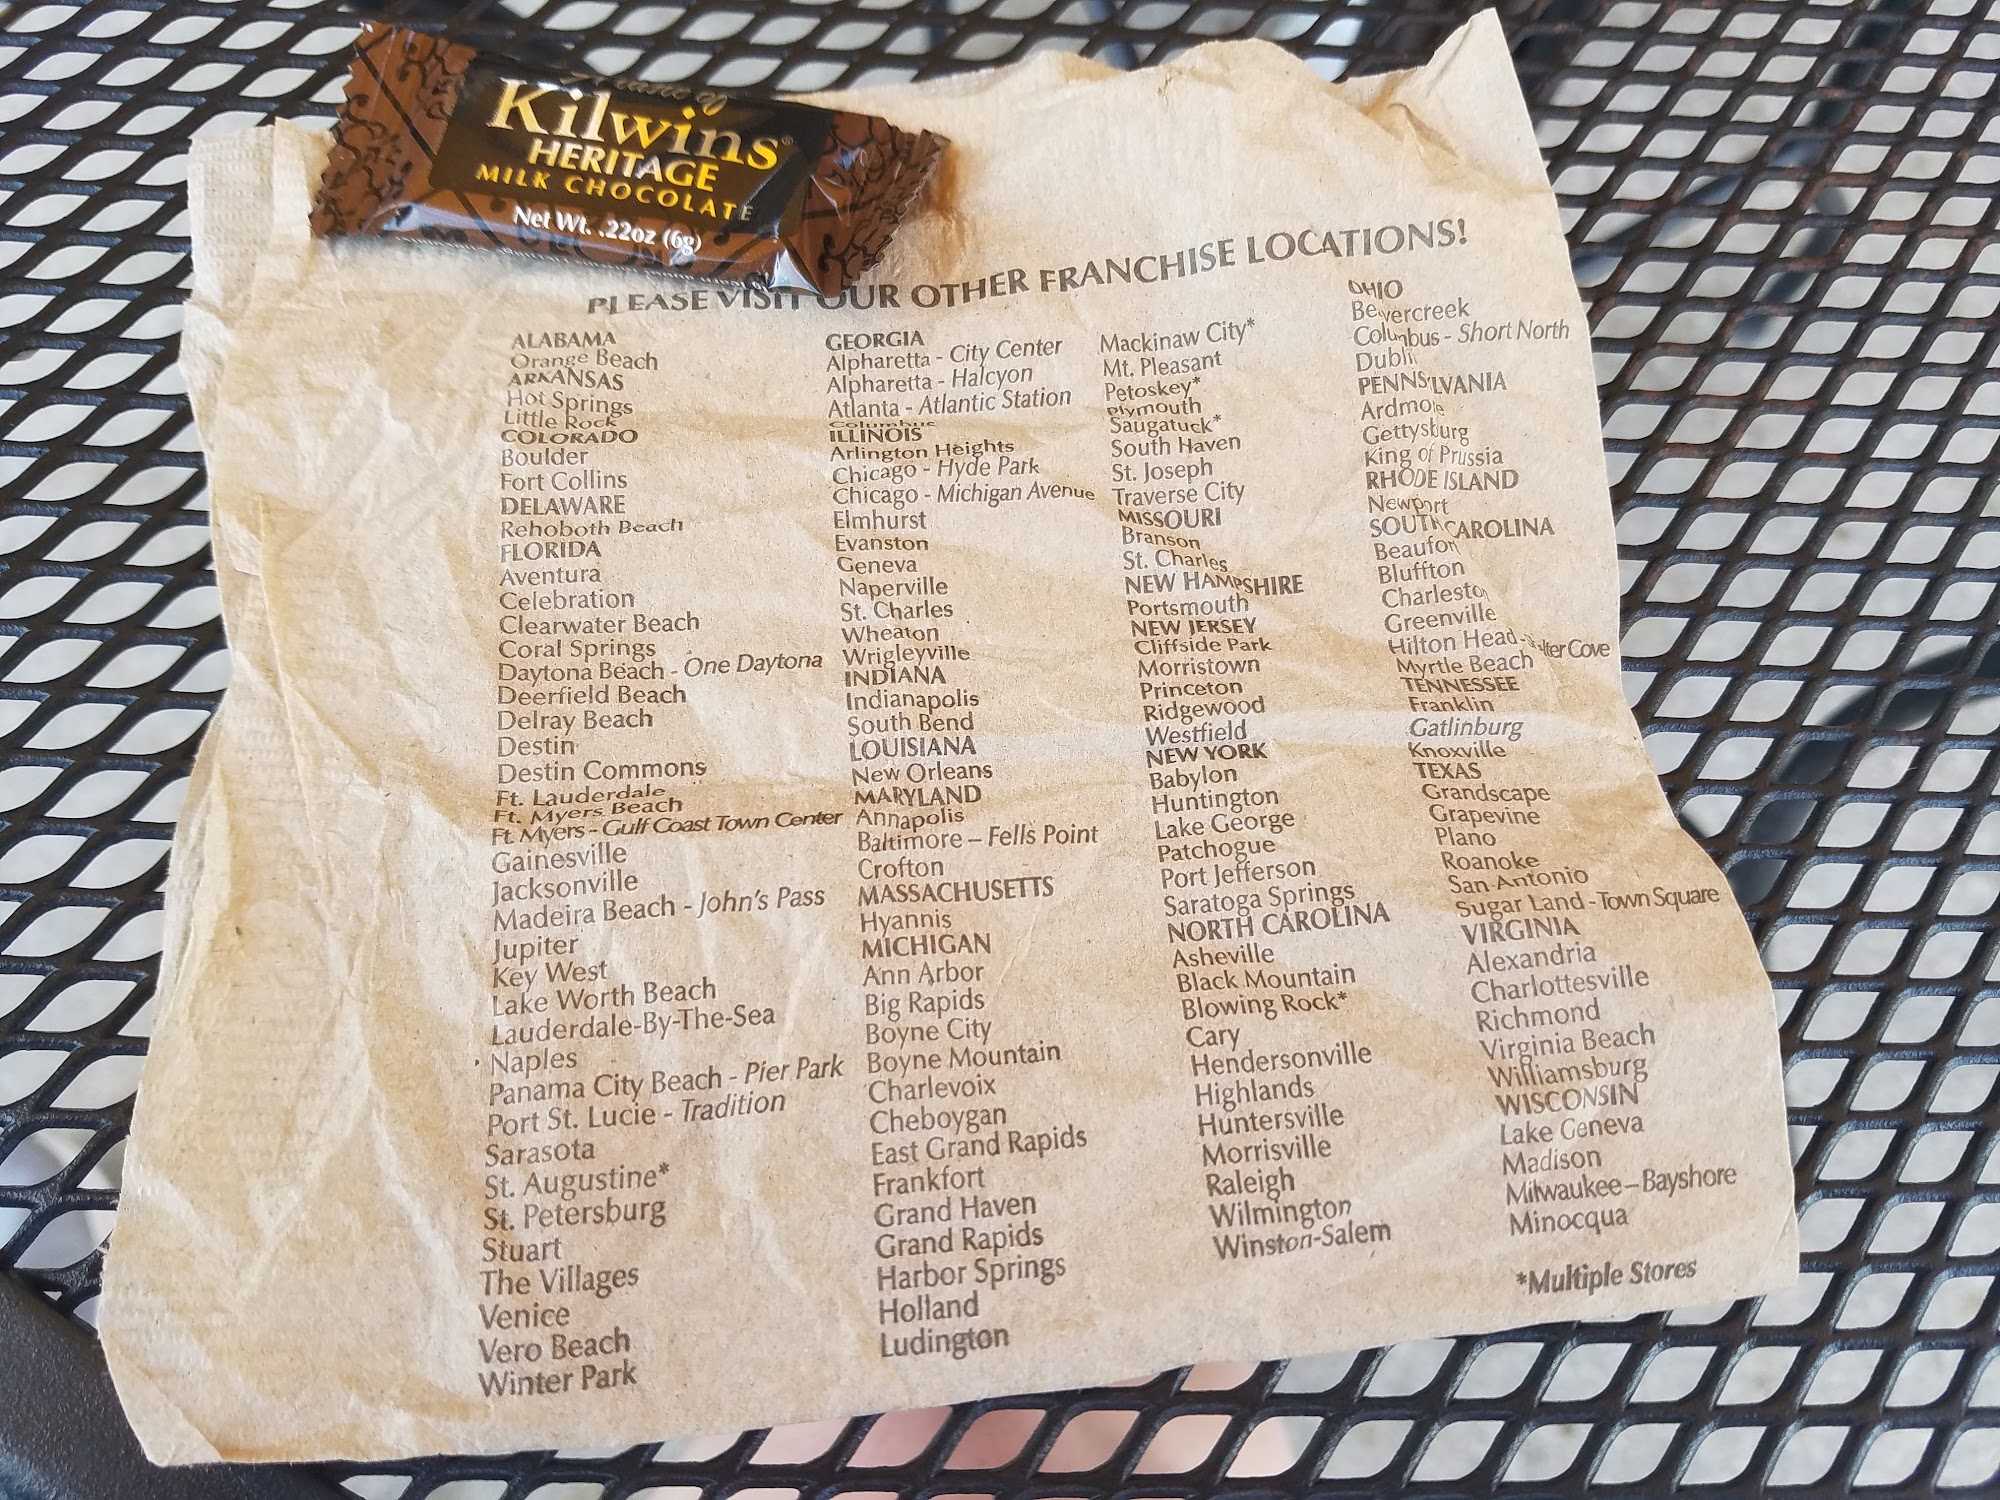 Kilwins®
HERITAGE
MILK CHOCOLATE
Net Wt. .22oz (6g)
PLEASE VISIT OUR OTHER FRANCHISE LOCATIONS!
ALABAMA
Orange Beach
ARKANSAS
Hot Springs
Little Rock
COLORADO
Boulder
Fort Collins
DELAWARE
Rehoboth Beach
FLORIDA
Aventura
Celebration
Clearwater Beach
Coral Springs
Daytona Beach - One Daytona
Deerfield Beach
Delray Beach
Destin
Destin Commons
Ft. Lauderdale
Ft. Myers Beach
Ft. Myers - Gulf Coast Town Center
Gainesville
Jacksonville
Madeira Beach - John's Pass
Jupiter
Key West
Lake Worth Beach
Lauderdale-By-The-Sea
Naples
Panama City Beach - Pier Park
Port St. Lucie - Tradition
Sarasota
St. Augustine*
St. Petersburg
Stuart
The Villages
Venice
Vero Beach
Winter Park
GEORGIA
Alpharetta - City Center
Alpharetta - Halcyon
Atlanta - Atlantic Station
Columbus
ILLINOIS
Arlington Heights
Chicago - Hyde Park
Chicago - Michigan Avenue
Elmhurst
Evanston
Geneva
Naperville
St. Charles
Wheaton
Wrigleyville
INDIANA
Indianapolis
South Bend
LOUISIANA
New Orleans
MARYLAND
Annapolis
Baltimore – Fells Point
Crofton
MASSACHUSETTS
Hyannis
MICHIGAN
Ann Arbor
Big Rapids
Boyne City
Boyne Mountain
Charlevoix
Cheboygan
East Grand Rapids
Frankfort
Grand Haven
Grand Rapids
Harbor Springs
Holland
Ludington
Mackinaw City*
Mt. Pleasant
Petoskey*
Plymouth
Saugatuck*
South Haven
St. Joseph
Traverse City
MISSOURI
Branson
St. Charles
NEW HAMPSHIRE
Portsmouth
NEW JERSEY
Cliffside Park
Morristown
Princeton
Ridgewood
Westfield
NEW YORK
Babylon
Huntington
Lake George
Patchogue
Port Jefferson
Saratoga Springs
NORTH CAROLINA
Asheville
Black Mountain
Blowing Rock*
Cary
Hendersonville
Highlands
Huntersville
Morrisville
Raleigh
Wilmington
Winston-Salem
OHIO
Beavercreek
Columbus - Short North
Dublin
PENNSYLVANIA
Ardmore
Gettysburg
King of Prussia
RHODE ISLAND
Newport
SOUTH CAROLINA
Beaufort
Bluffton
Charleston
Greenville
Hilton Head - Shelter Cove
Myrtle Beach
TENNESSEE
Franklin
Gatlinburg
Knoxville
TEXAS
Grandscape
Grapevine
Plano
Roanoke
San Antonio
Sugar Land - Town Square
VIRGINIA
Alexandria
Charlottesville
Richmond
Virginia Beach
Williamsburg
WISCONSIN
Lake Geneva
Madison
Milwaukee – Bayshore
Minocqua
*Multiple Stores